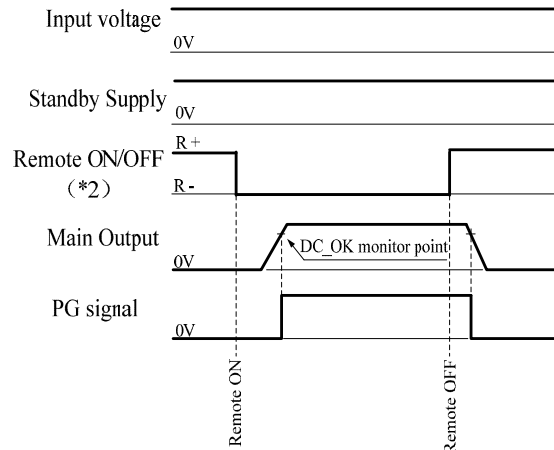 Input voltage
0V
Standby Supply
0V
Remote ON/OFF
(*2)
R+
R-
Main Output
0V
DC_OK monitor point
PG signal
0V
Remote ON
Remote OFF